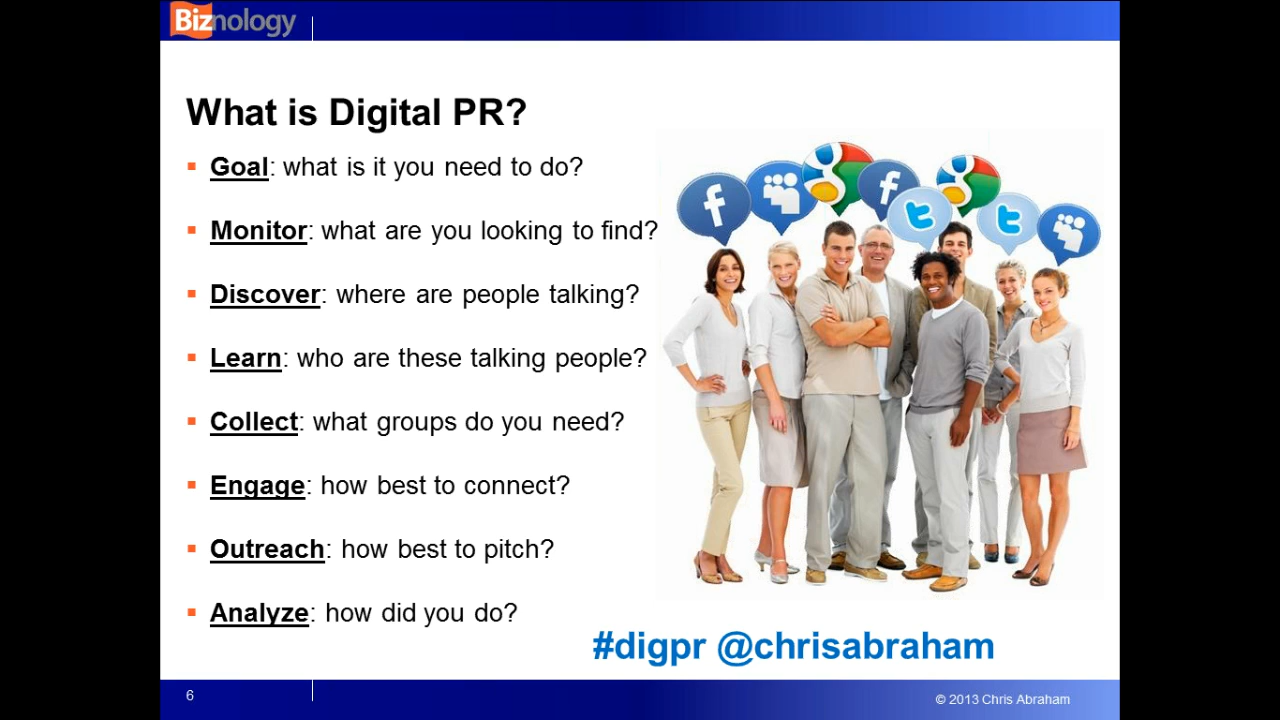 Biznology
What is Digital PR?
Goal: what is it you need to do?
Monitor: what are you looking to find?
Discover: where are people talking?
Learn: who are these talking people?
Collect: what groups do you need?
Engage: how best to connect?
Outreach: how best to pitch?
Analyze: how did you do?
f
g
f
g
t
t
#digpr @chrisabraham
6
© 2013 Chris Abraham